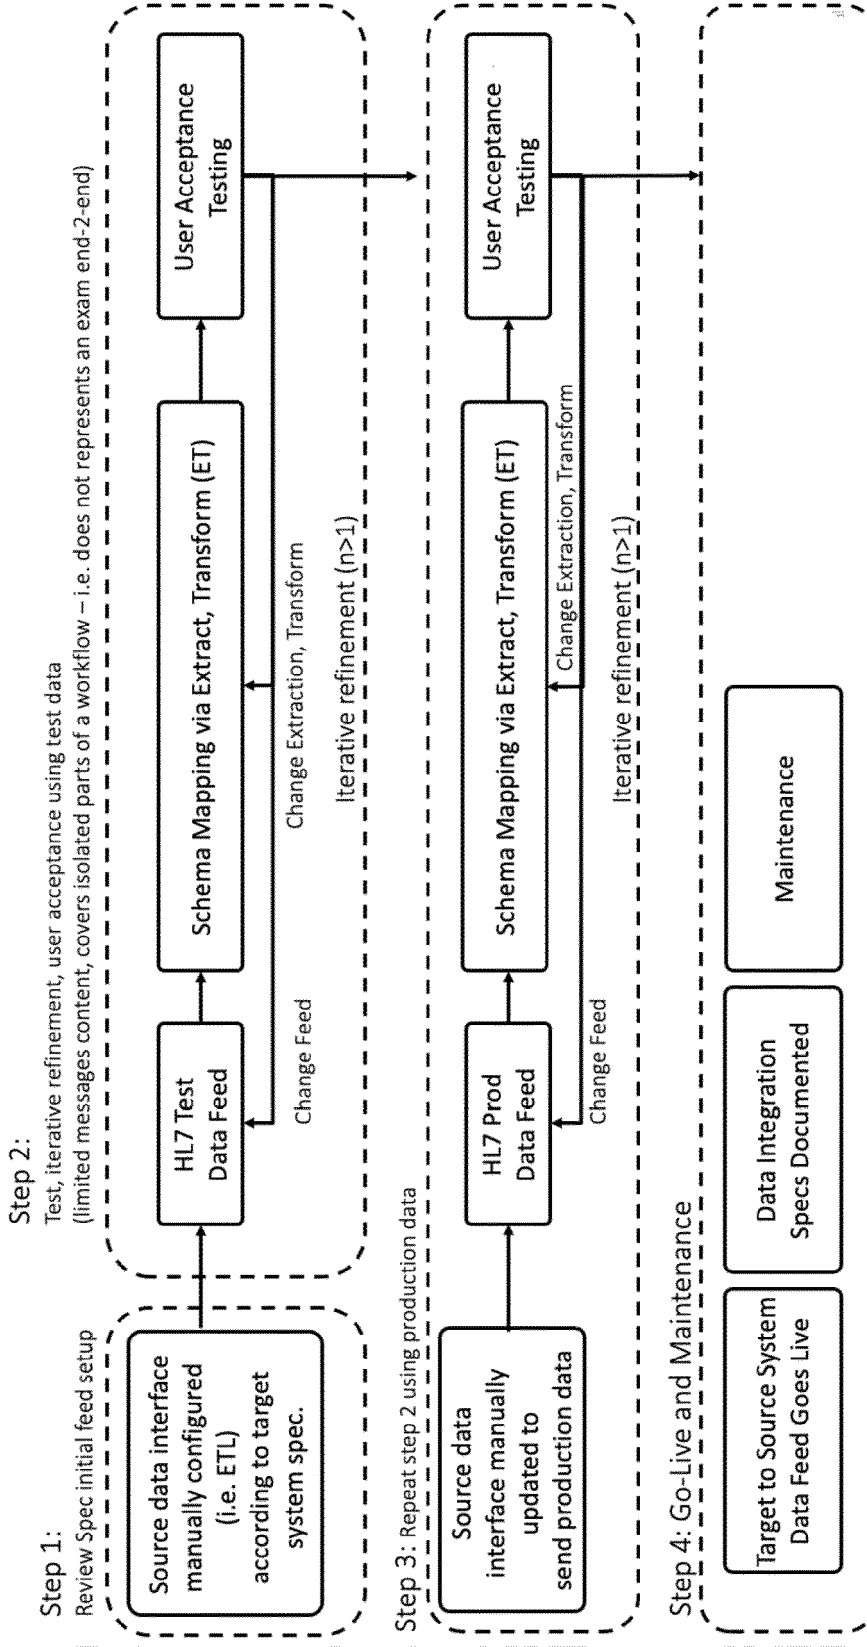 Step 1:
Review Spec initial feed setup
Source data interface
manually configured
(i.e. ETL)
according to target
system spec.
Step 2:
Test, iterative refinement, user acceptance using test data
(limited messages content, covers isolated parts of a workflow – i.e. does not represents an exam end-2-end)
HL7 Test
Data Feed
Schema Mapping via Extract, Transform (ET)
User Acceptance
Testing
Change Feed
Change Extraction, Transform
Iterative refinement (n>1)
Step 3: Repeat step 2 using production data
Source data
interface manually
updated to
send production data
HL7 Prod
Data Feed
Schema Mapping via Extract, Transform (ET)
User Acceptance
Testing
Change Feed
Change Extraction, Transform
Iterative refinement (n>1)
Step 4: Go-Live and Maintenance
Target to Source System
Data Feed Goes Live
Data Integration
Specs Documented
Maintenance